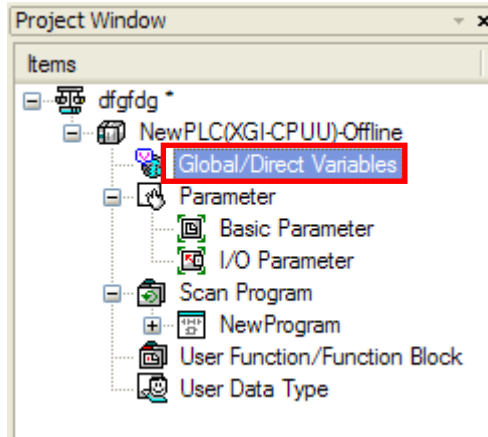 Project Window
Items
dfgfdg *
NewPLC(XGI-CPUU)-Offline
Global/Direct Variables
Parameter
Basic Parameter
I/O Parameter
Scan Program
NewProgram
User Function/Function Block
User Data Type